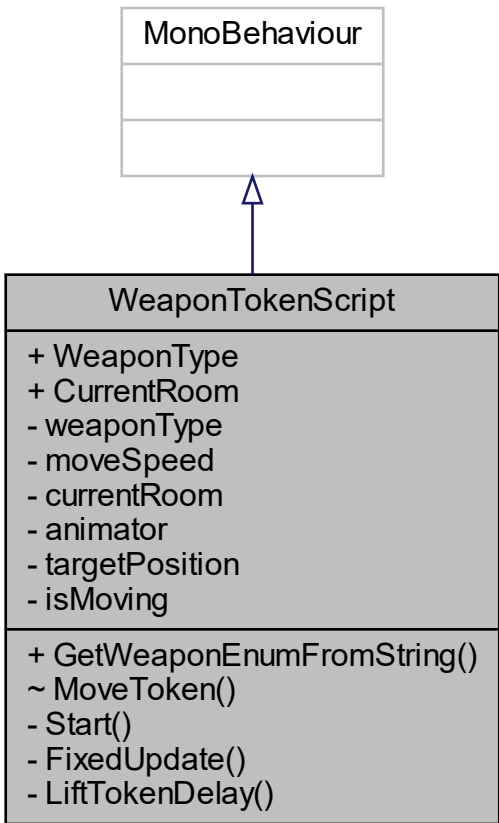 MonoBehaviour
WeaponTokenScript
+ WeaponType
+ CurrentRoom
- weaponType
- moveSpeed
- currentRoom
- animator
- targetPosition
- isMoving
+ GetWeaponEnumFromString()
~ MoveToken()
- Start()
- FixedUpdate()
- LiftTokenDelay()